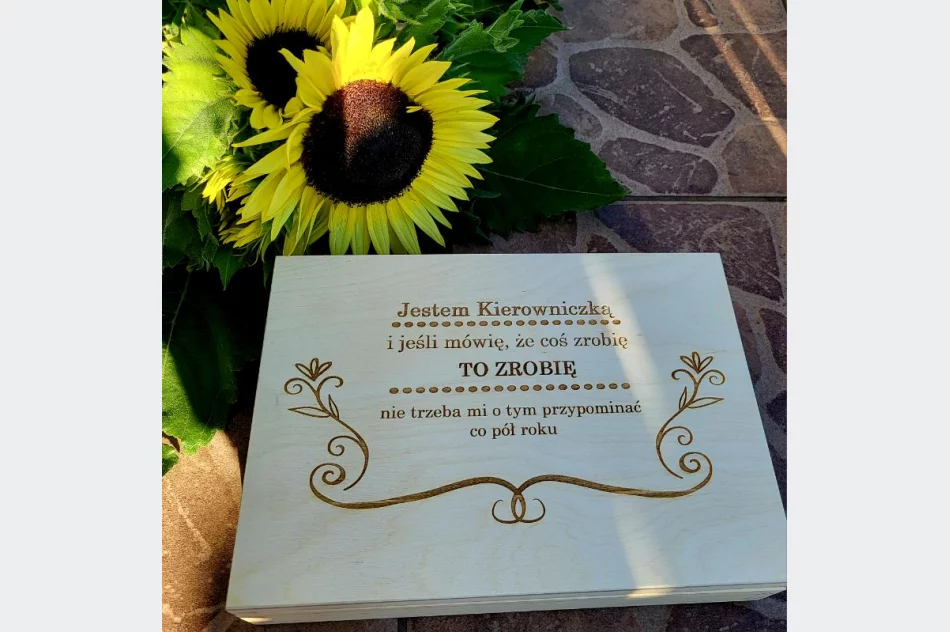 Jestem Kierowniczką
i jeśli mówię, że coś zrobię
TO ZROBIĘ
nie trzeba mi o tym przypominać
co pół roku